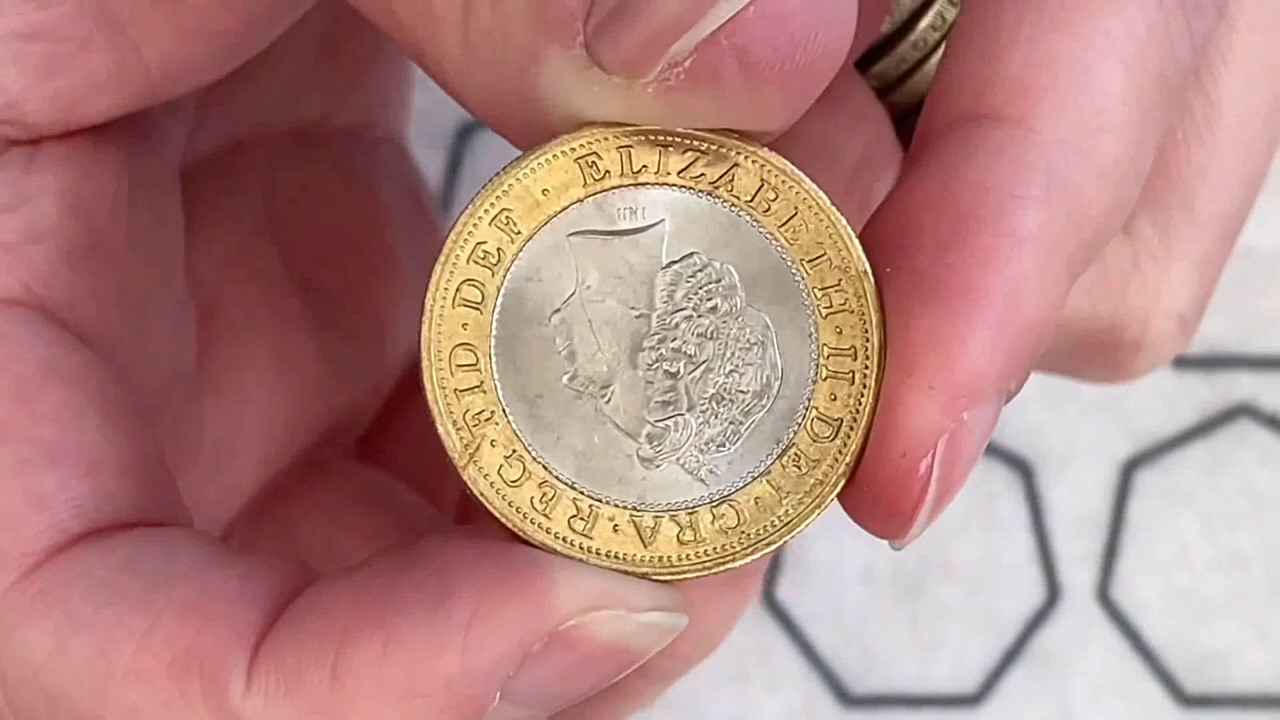 · ELIZABETH · II · DEI · GRA · REG · FID · DEF